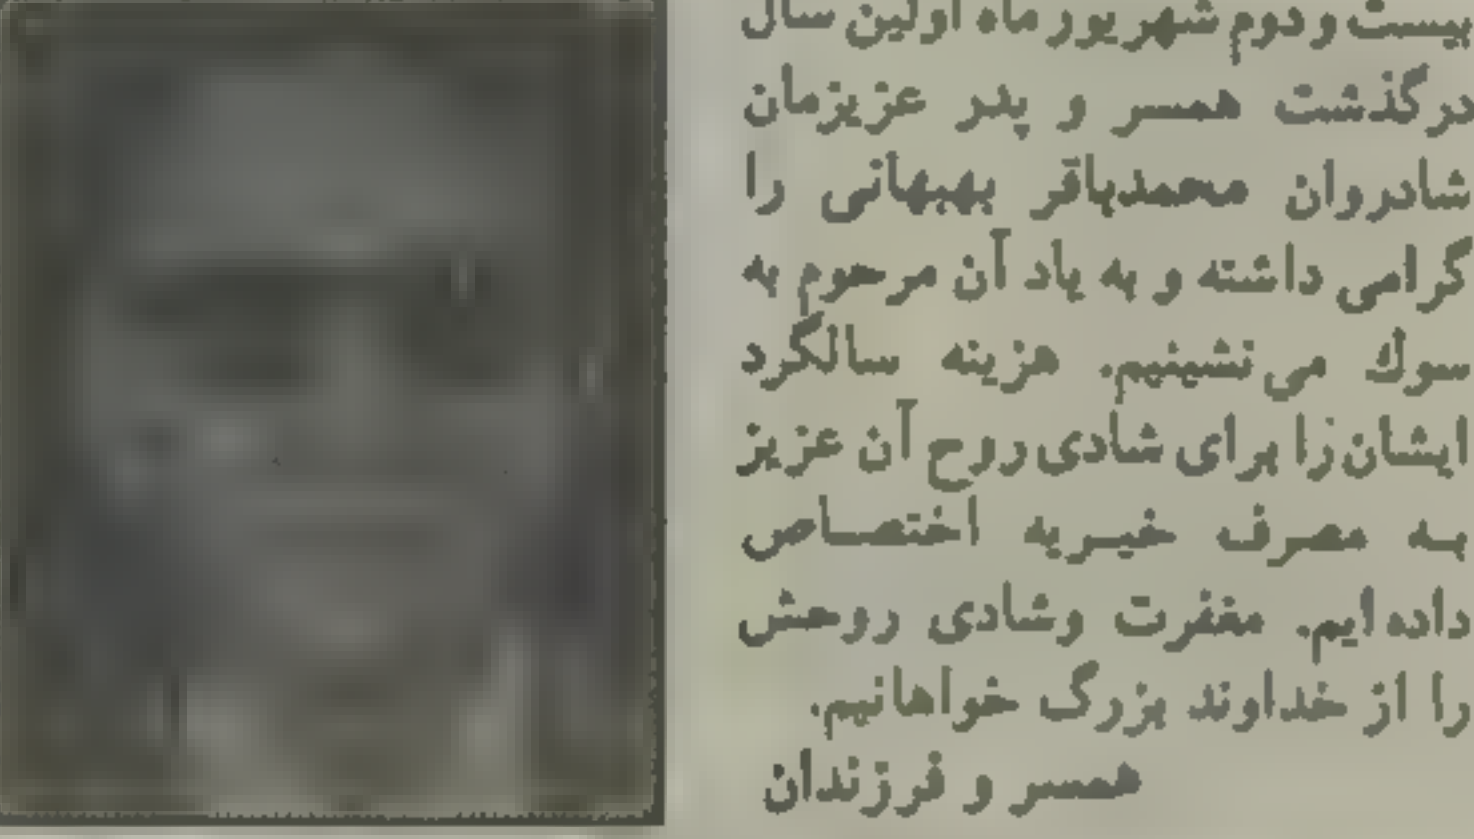 بیست و دوم شهریور ماه اولین سال
درگذشت همسر و پدر عزیزمان
شادروان محمدباقر بهبهانی را
گرامی داشته و به یاد آن مرحوم به
سوك می نشینیم. هزینه سالگرد
ایشان را برای شادی روح آن عزیز
به مصرف خیریه اختصاص
داده ایم. مغفرت وشادی روحش
را از خداوند بزرگ خواهانیم.
همسر و فرزندان